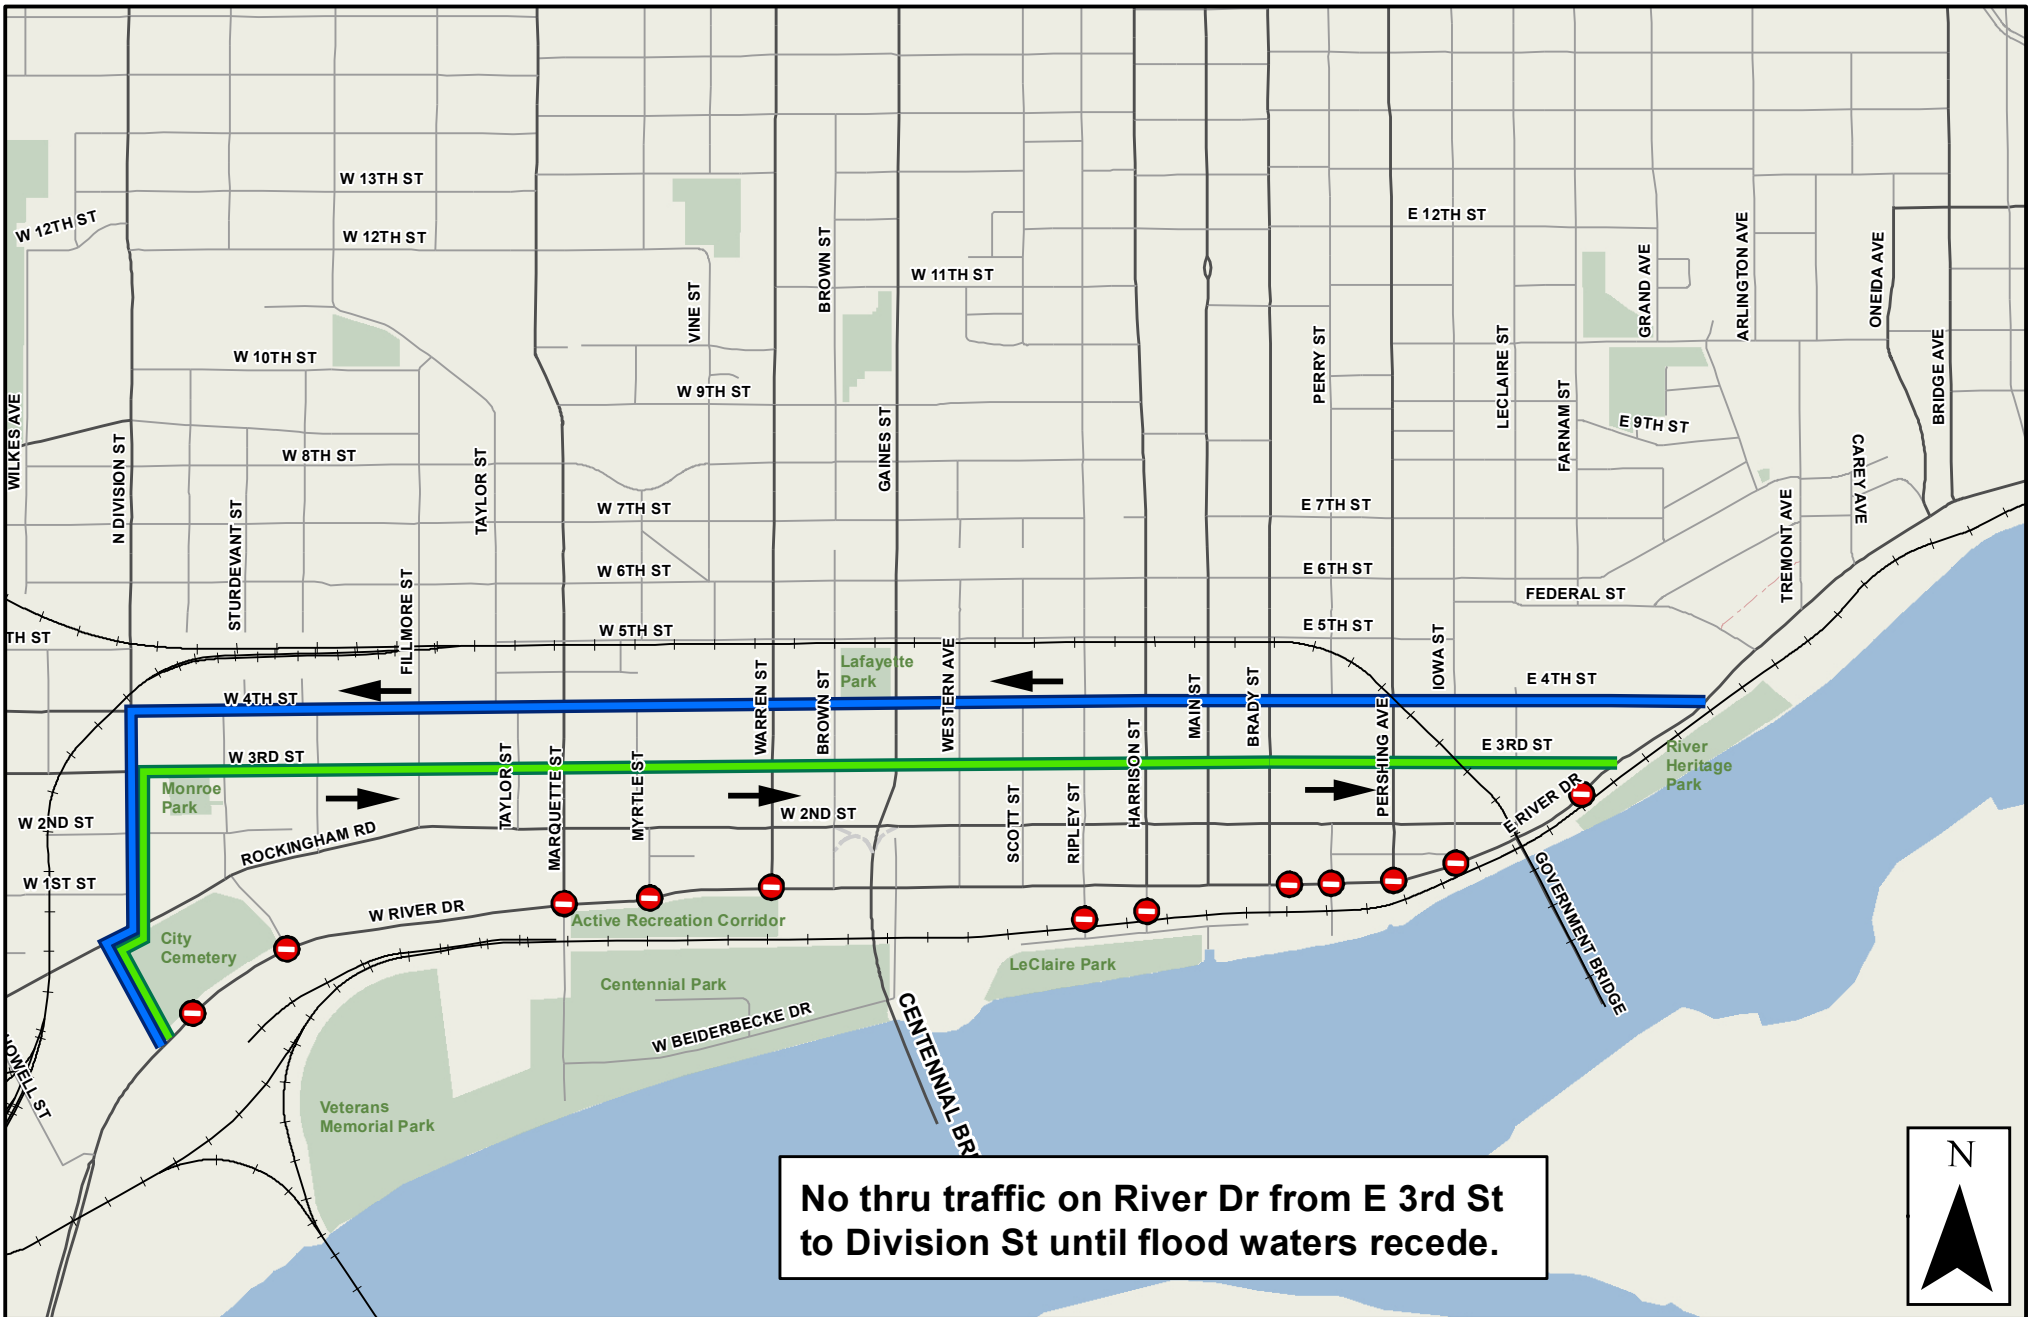 W 13TH ST
W 12TH ST
W 12TH ST
E 12TH ST
W 11TH ST
BROWN ST
VINE ST
GRAND AVE
ARLINGTON AVE
ONEIDA AVE
W 10TH ST
PERRY ST
LECLAIRE ST
BRIDGE AVE
W 9TH ST
WILKES AVE
N DIVISION ST
GAINES ST
FARNAM ST
E 9TH ST
W 8TH ST
TAYLOR ST
CAREY AVE
STURDEVANT ST
W 7TH ST
E 7TH ST
TREMONT AVE
FILLMORE ST
W 6TH ST
E 6TH ST
FEDERAL ST
TH ST
W 5TH ST
E 5TH ST
IOWA ST
Lafayette
Park
WESTERN AVE
WARREN ST
BROWN ST
MAIN ST
BRADY ST
E 4TH ST
W 4TH ST
PERSHING AVE
HARRISON ST
W 3RD ST
E 3RD ST
TAYLOR ST
MARQUETTE ST
MYRTLE ST
River
Heritage
Park
Monroe
Park
SCOTT ST
RIPLEY ST
W 2ND ST
W 2ND ST
E RIVER DR
ROCKINGHAM RD
W 1ST ST
GOVERNMENT BRIDGE
W RIVER DR
Active Recreation Corridor
City
Cemetery
LeClaire Park
Centennial Park
W BEIDERBECKE DR
CENTENNIAL BRI
HOWELL ST
Veterans
Memorial Park
No thru traffic on River Dr from E 3rd St
to Division St until flood waters recede.
N